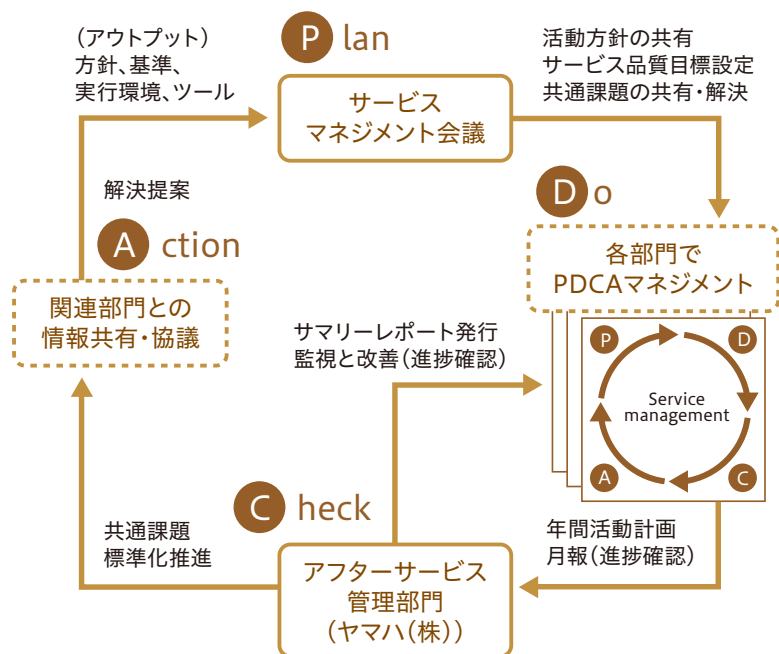 (アウトプット)
方針、基準、
実行環境、ツール
P lan
サービス
マネジメント会議
活動方針の共有
サービス品質目標設定
共通課題の共有・解決
D o
各部門で
PDCAマネジメント
P
D
Service
management
A
C
解決提案
A ction
関連部門との
情報共有・協議
サマリーレポート発行
監視と改善(進捗確認)
C heck
アフターサービス
管理部門
(ヤマハ(株))
年間活動計画
月報(進捗確認)
共通課題
標準化推進